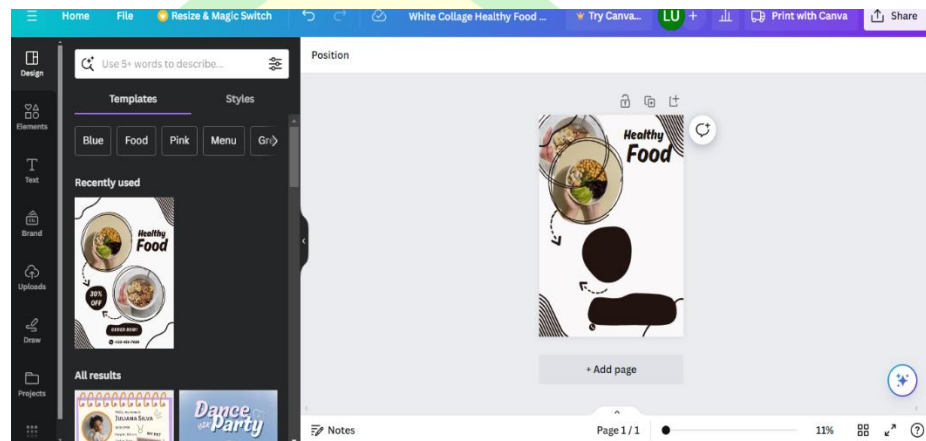 Home File Resize & Magic Switch White Collage Healthy Food ... Try Canva... LU + Print with Canva Share
Design
Elements
Text
Brand
Uploads
Draw
Projects
Use 5+ words to describe...
Templates Styles
Blue Food Pink Menu
Recently used
Healthy
Food
30%
OFF
ORDER NOW!
All results
JULIANA SILVA
Dance
Party
Position
Healthy
Food
+ Add page
Notes
Page 1 / 1
11%